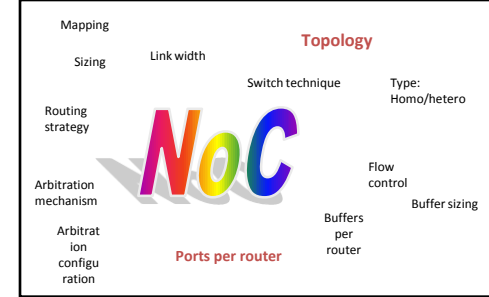 Mapping
Topology
Sizing
Link width
Switch technique
Type:
Homo/hetero
Routing
strategy
NoC
Flow
control
Arbitration
mechanism
Buffer sizing
Buffers
per
router
Arbitrat
ion
configu
ration
Ports per router